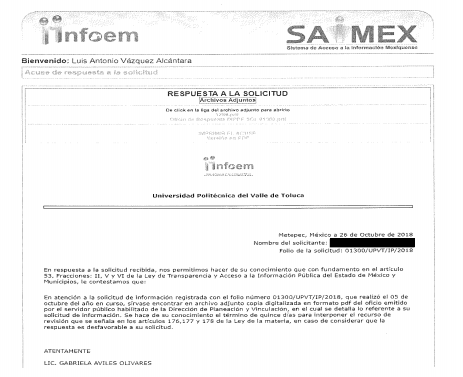 infoem
SAIMEX
Sistema de Acceso a la Información Mexiquense
Bienvenido: Luis Antonio Vázquez Alcántara
Acuse de respuesta a la solicitud
RESPUESTA A LA SOLICITUD
Archivos Adjuntos
De click en la liga del archivo adjunto para abrirlo
IMPRIMIR EL ACUSE
versión en PDF
infoem
Universidad Politécnica del Valle de Toluca
Metepec, México a 26 de Octubre de 2018
Nombre del solicitante:
Folio de la solicitud: 01300/UPVT/IP/2018
En respuesta a la solicitud recibida, nos permitimos hacer de su conocimiento que con fundamento en el artículo
53, Fracciones: II, V y VI de la Ley de Transparencia y Acceso a la Información Pública del Estado de México y
Municipios, le contestamos que:
En atención a la solicitud de información registrada con el folio número 01300/UPVT/IP/2018, que realizó el 05 de
octubre del año en curso, sírvase encontrar en archivo adjunto copia digitalizada en formato pdf del oficio emitido
por el servidor público habilitado de la Dirección de Planeación y Vinculación, en el cual se detalla lo referente a su
solicitud de información. Se hace de su conocimiento el término de quince días para interponer el recurso de
revisión que se señala en los artículos 176,177 y 178 de la Ley de la materia, en caso de considerar que la
respuesta es desfavorable a su solicitud.
ATENTAMENTE
LIC. GABRIELA AVILES OLIVARES